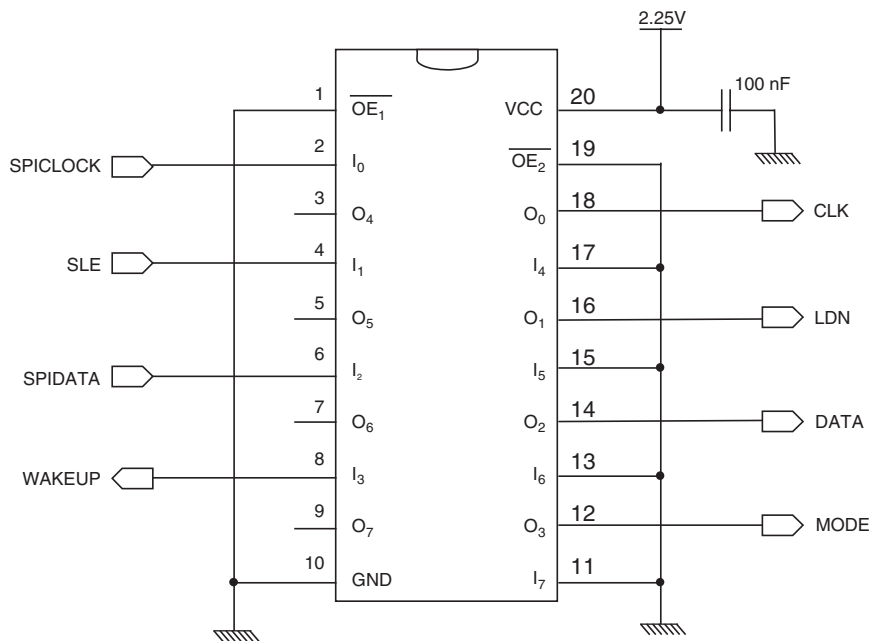 2.25V
100 nF
1
OE₁
VCC
20
2
I₀
OE₂
19
SPICLOCK
3
O₄
O₀
18
CLK
4
I₁
I₄
17
SLE
5
O₅
O₁
16
LDN
6
I₂
I₅
15
SPIDATA
7
O₆
O₂
14
DATA
8
I₃
I₆
13
WAKEUP
9
O₇
O₃
12
MODE
10
GND
I₇
11